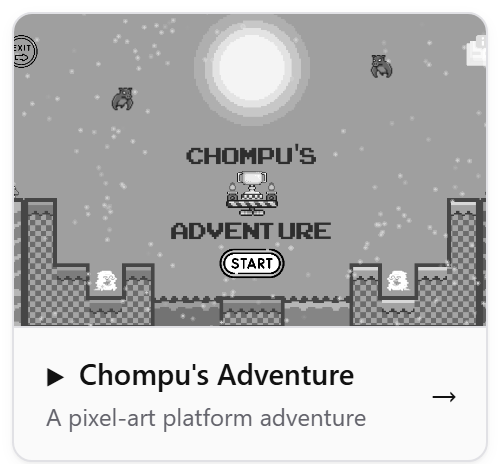 EXIT
CHOMPU'S
ADVENTURE
START
Chompu's Adventure
A pixel-art platform adventure